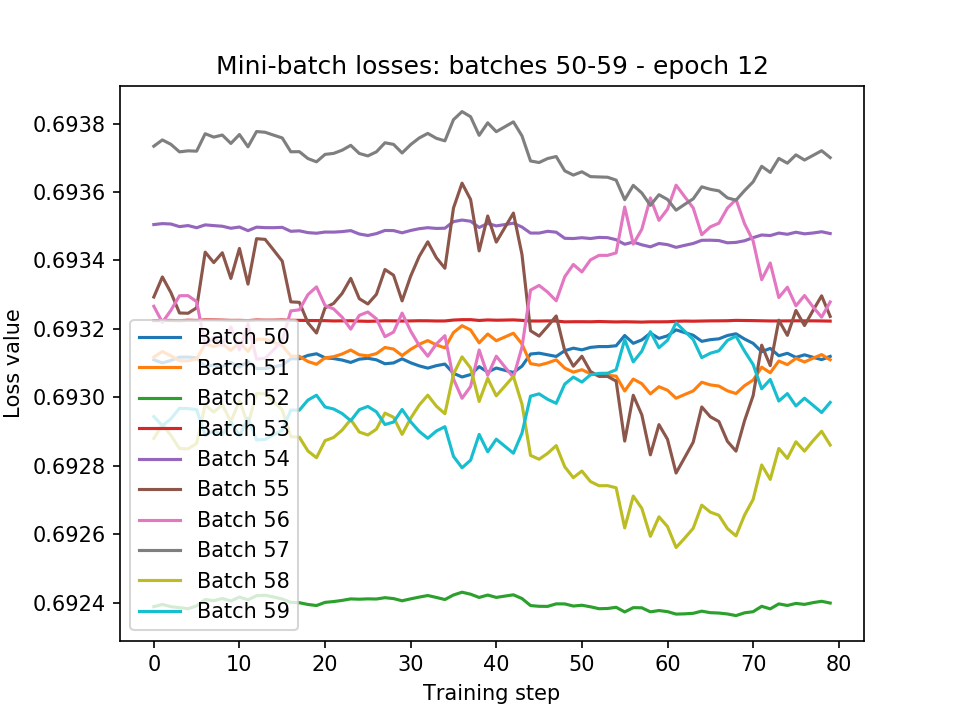 Mini-batch losses: batches 50-59 - epoch 12
Loss value
0.6938
0.6936
0.6934
0.6932
0.6930
0.6928
0.6926
0.6924
Batch 50
Batch 51
Batch 52
Batch 53
Batch 54
Batch 55
Batch 56
Batch 57
Batch 58
Batch 59
0 10 20 30 40 50 60 70 80
Training step